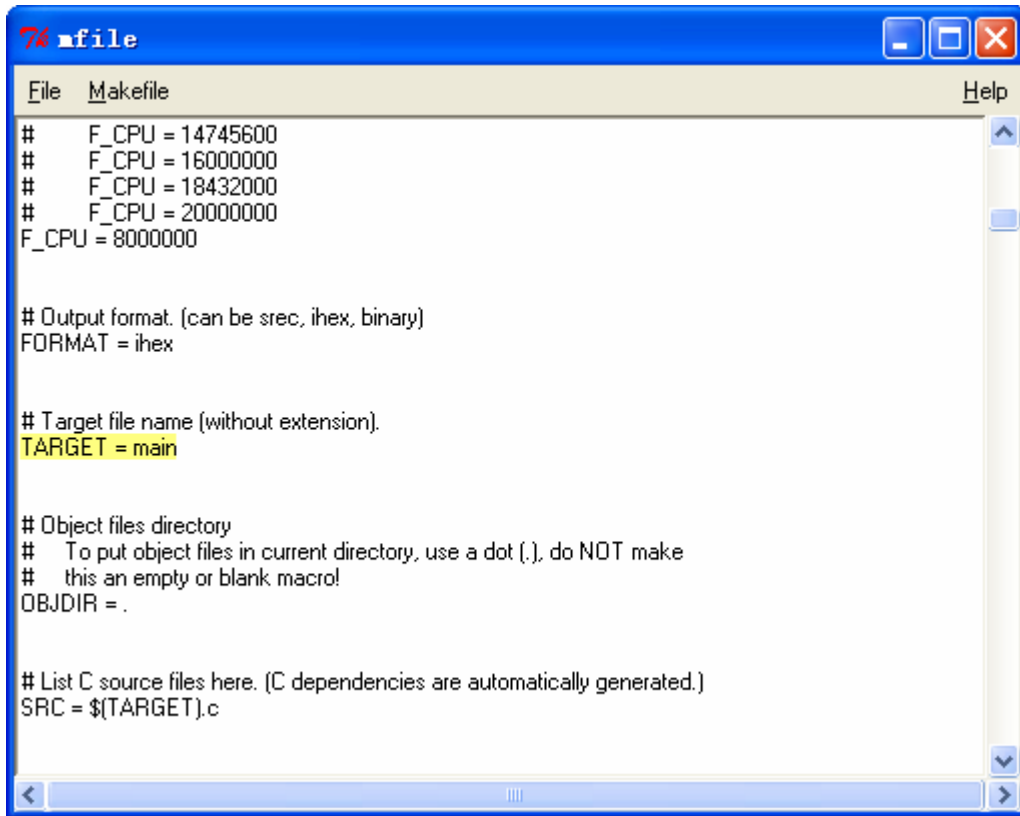 mfile
File Makefile Help
# F_CPU = 14745600
# F_CPU = 16000000
# F_CPU = 18432000
# F_CPU = 20000000
F_CPU = 8000000
# Output format. (can be srec, ihex, binary)
FORMAT = ihex
# Target file name (without extension).
TARGET = main
# Object files directory
# To put object files in current directory, use a dot (.), do NOT make
# this an empty or blank macro!
OBJDIR = .
# List C source files here. (C dependencies are automatically generated.)
SRC = $(TARGET).c